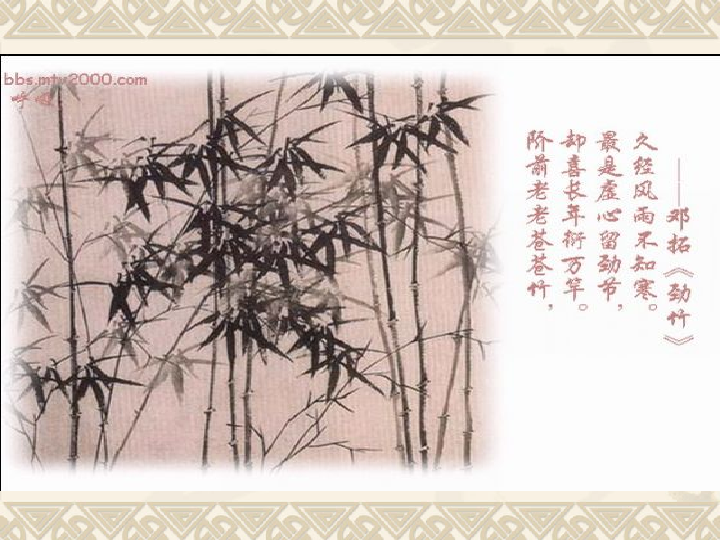 bbs.mtv2000.com
阶前老老苍苍竹，
却喜长年衍万竿。
最是虚心留劲节，
久经风雨不知寒。
——邓拓《劲竹》